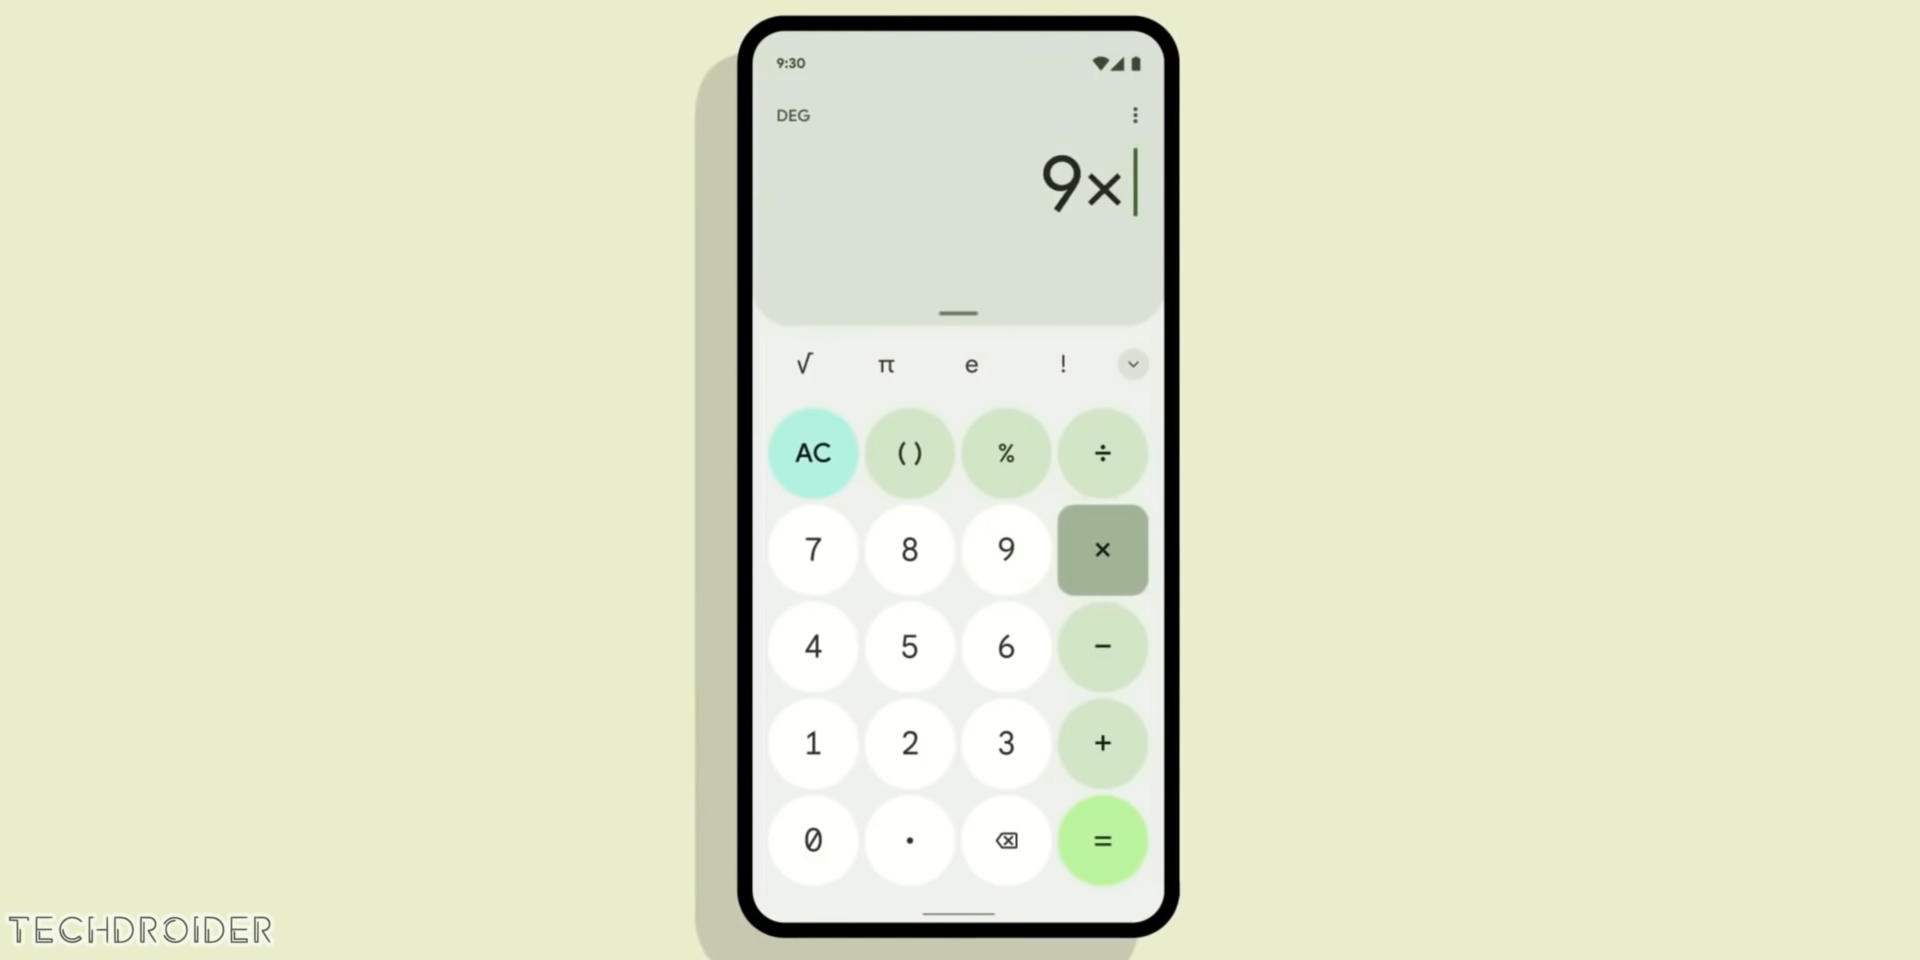 9:30
DEG
9×
√ π e !
AC () % ÷
7 8 9 ×
4 5 6 −
1 2 3 +
0 . =
TECHDROIDER